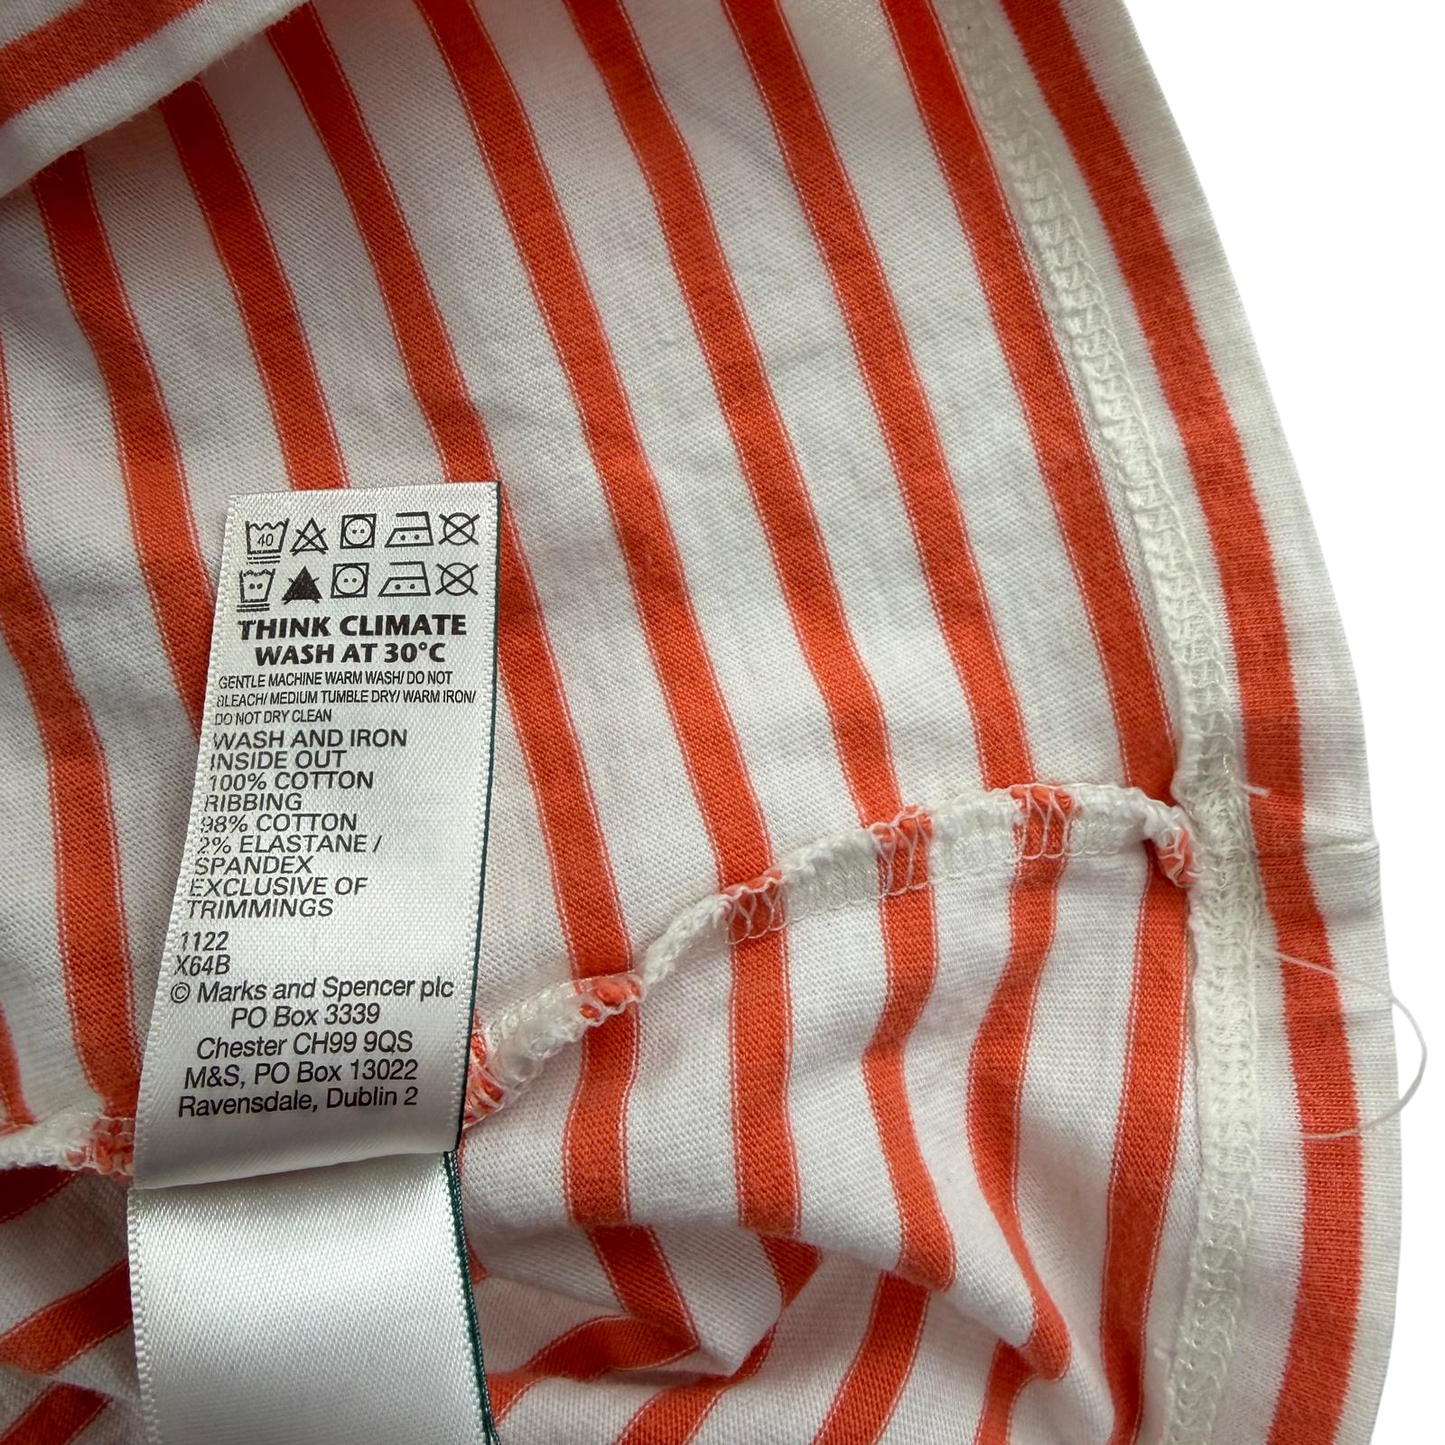 40
THINK CLIMATE
WASH AT 30°C
GENTLE MACHINE WARM WASH/ DO NOT
BLEACH/ MEDIUM TUMBLE DRY/ WARM IRON/
DO NOT DRY CLEAN
WASH AND IRON
INSIDE OUT
100% COTTON
RIBBING
98% COTTON
2% ELASTANE /
SPANDEX
EXCLUSIVE OF
TRIMMINGS
1122
X64B
© Marks and Spencer plc
PO Box 3339
Chester CH99 9QS
M&S, PO Box 13022
Ravensdale, Dublin 2